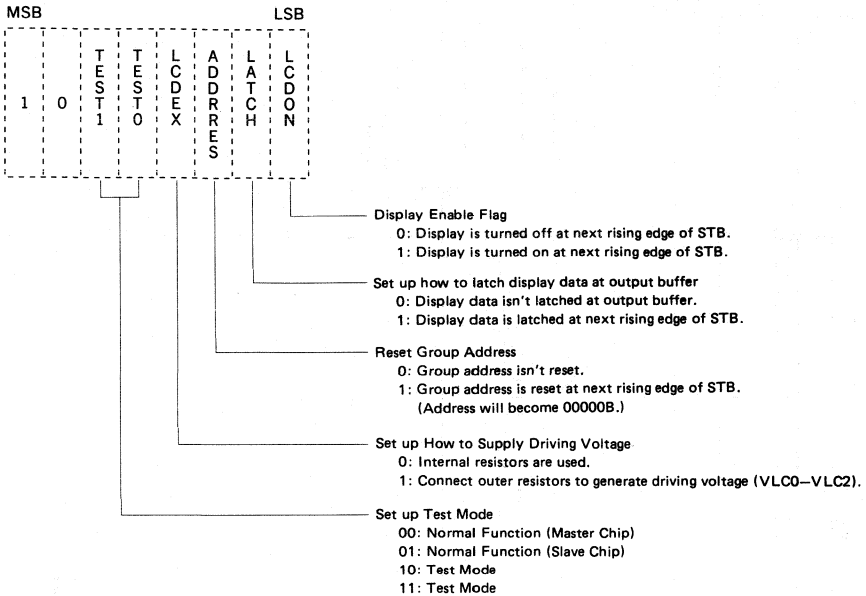 MSB LSB
1 0 TEST1 TEST0 LCDEX ADDRRES LATCH LCDON
Display Enable Flag
0: Display is turned off at next rising edge of STB.
1: Display is turned on at next rising edge of STB.
Set up how to latch display data at output buffer
0: Display data isn't latched at output buffer.
1: Display data is latched at next rising edge of STB.
Reset Group Address
0: Group address isn't reset.
1: Group address is reset at next rising edge of STB.
(Address will become 00000B.)
Set up How to Supply Driving Voltage
0: Internal resistors are used.
1: Connect outer resistors to generate driving voltage (VLC0—VLC2).
Set up Test Mode
00: Normal Function (Master Chip)
01: Normal Function (Slave Chip)
10: Test Mode
11: Test Mode